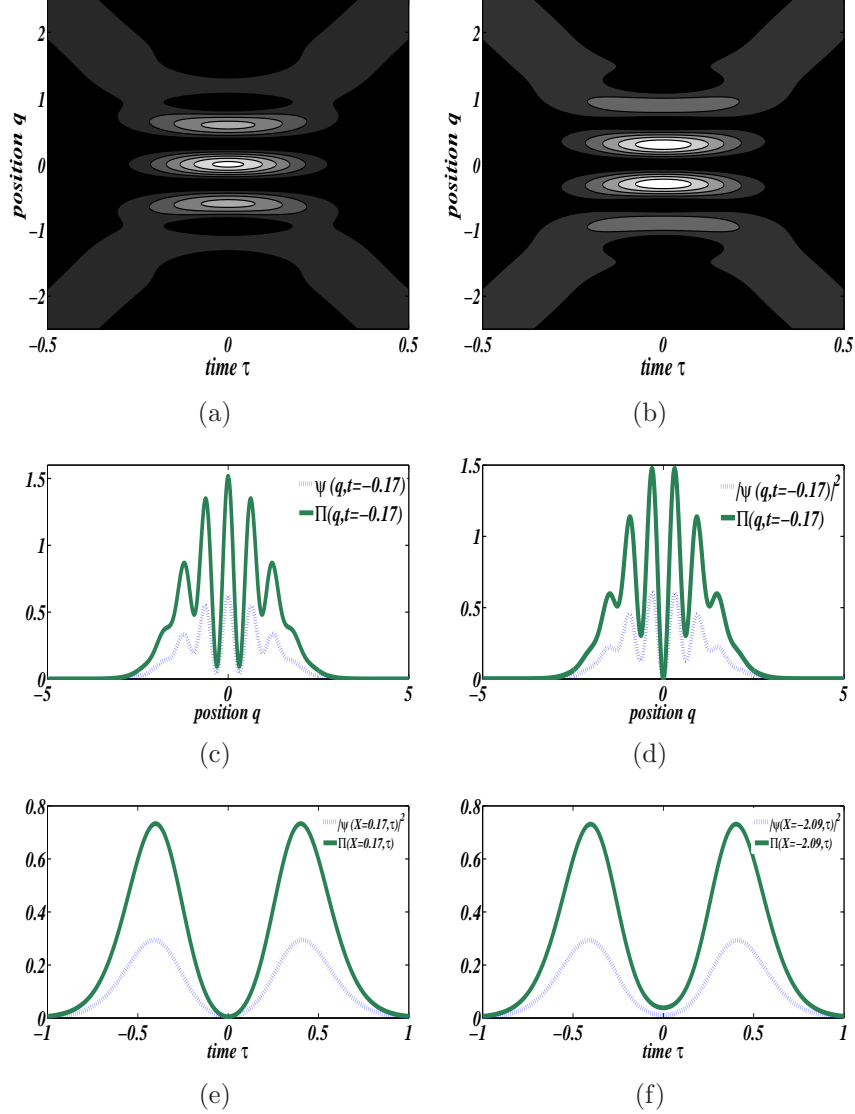 2
1
0
−1
−2
position q
−0.5
0
0.5
time τ
(a)
2
1
0
−1
−2
position q
−0.5
0
0.5
time τ
(b)
1.5
1
0.5
0
ψ (q,t=−0.17)
Π(q,t=−0.17)
−5
0
5
position q
(c)
1.5
1
0.5
0
/ψ (q,t=−0.17)/²
Π(q,t=−0.17)
−5
0
5
position q
(d)
0.8
0.6
0.4
0.2
0
/ψ (X=0.17,τ)/²
Π(X=0.17,τ)
−1
−0.5
0
0.5
1
time τ
(e)
0.8
0.6
0.4
0.2
0
/ψ(X=−2.09,τ)/²
Π(X=−2.09,τ)
−1
−0.5
0
0.5
1
time τ
(f)